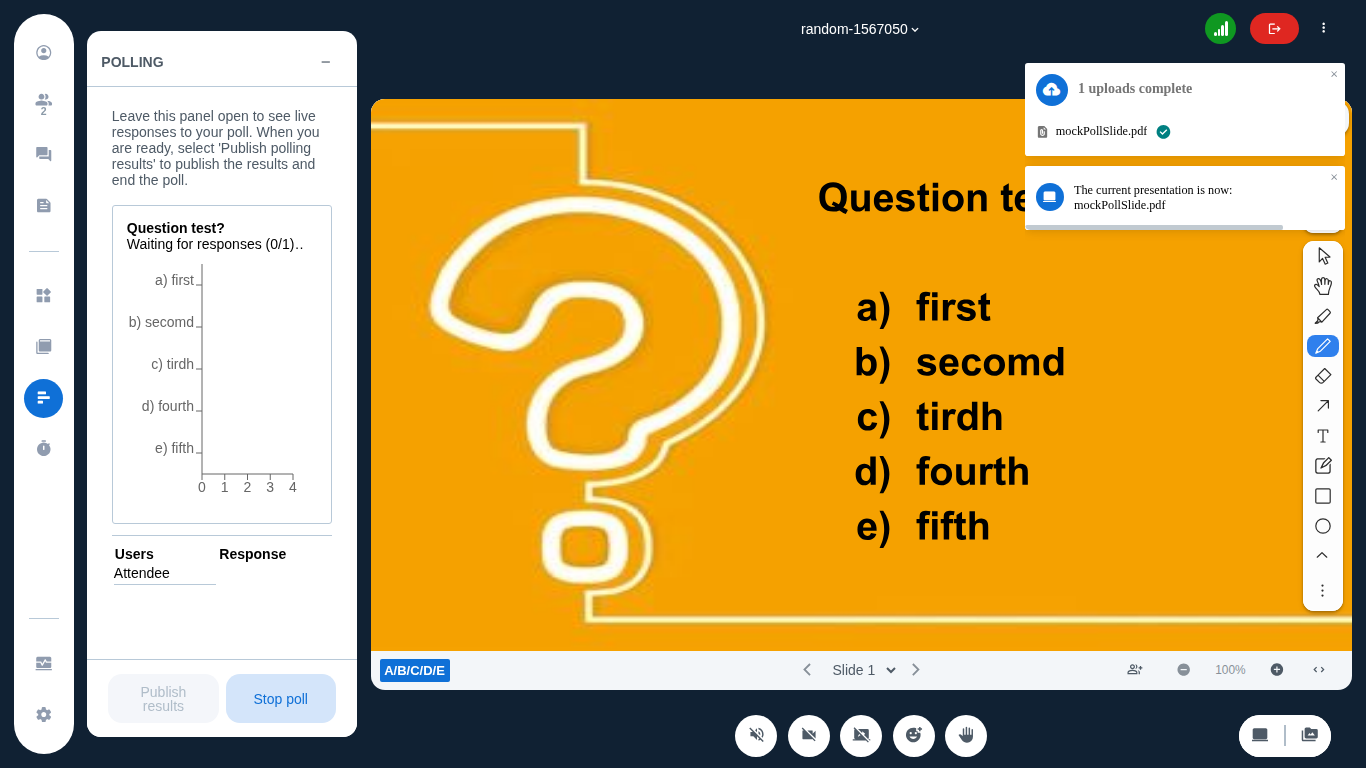 random-1567050
POLLING
2
Leave this panel open to see live
responses to your poll. When you
are ready, select 'Publish polling
results' to publish the results and
end the poll.
Question test?
Waiting for responses (0/1)..
a) first
b) secomd
c) tirdh
d) fourth
e) fifth
0 1 2 3 4
Users Response
Attendee
Publish
results
Stop poll
1 uploads complete
mockPollSlide.pdf
The current presentation is now:
mockPollSlide.pdf
Question te
a) first
b) secomd
c) tirdh
d) fourth
e) fifth
A/B/C/D/E
Slide 1
100%